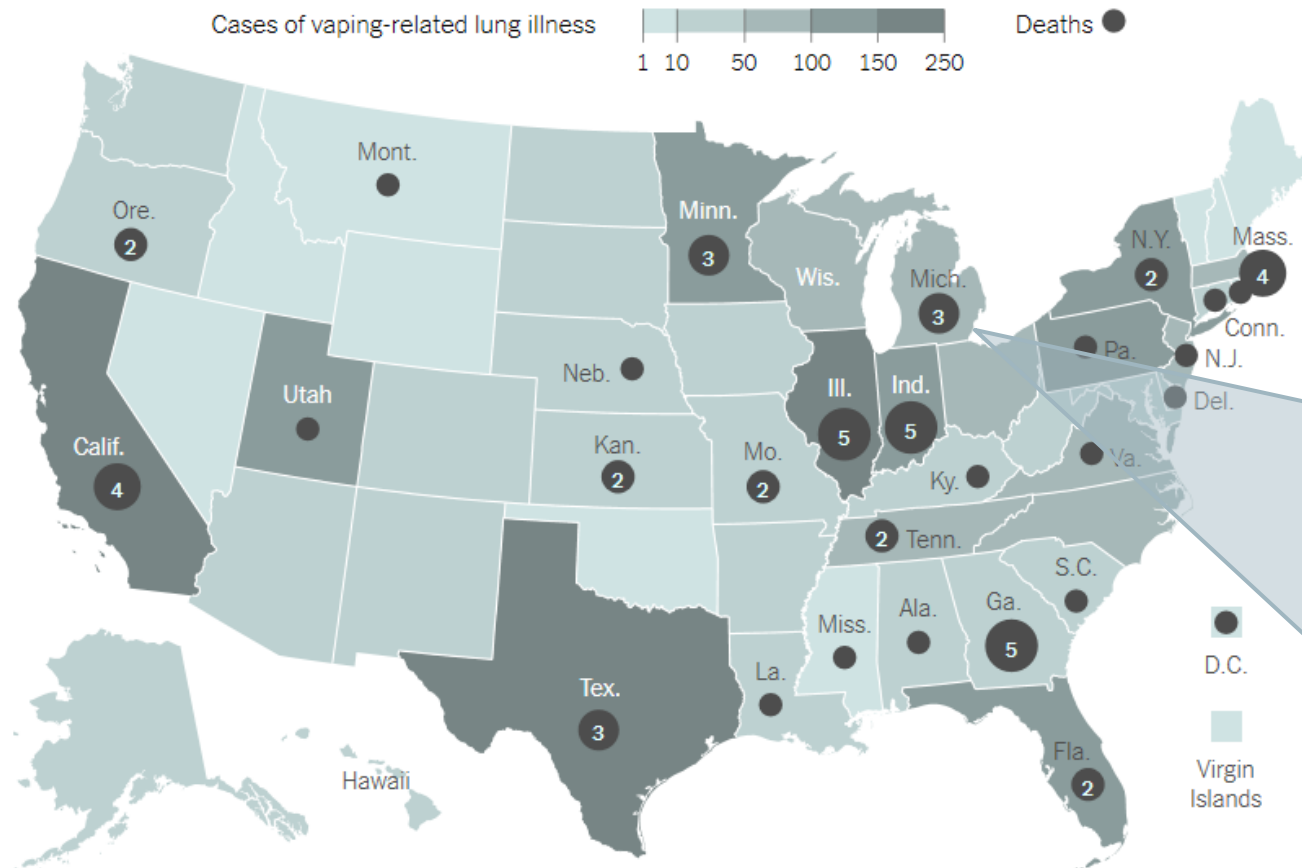 Cases of vaping-related lung illness
1 10 50 100 150 250
Deaths
Mont.
Ore.
2
Minn.
3
Wis.
Mich.
3
N.Y.
2
Mass.
4
Conn.
Pa.
N.J.
Del.
Neb.
Utah
Calif.
4
Ill.
5
Ind.
5
Kan.
2
Mo.
2
Ky.
Va.
2 Tenn.
S.C.
Miss.
Ala.
Ga.
5
La.
Tex.
3
D.C.
Fla.
2
Hawaii
Virgin
Islands